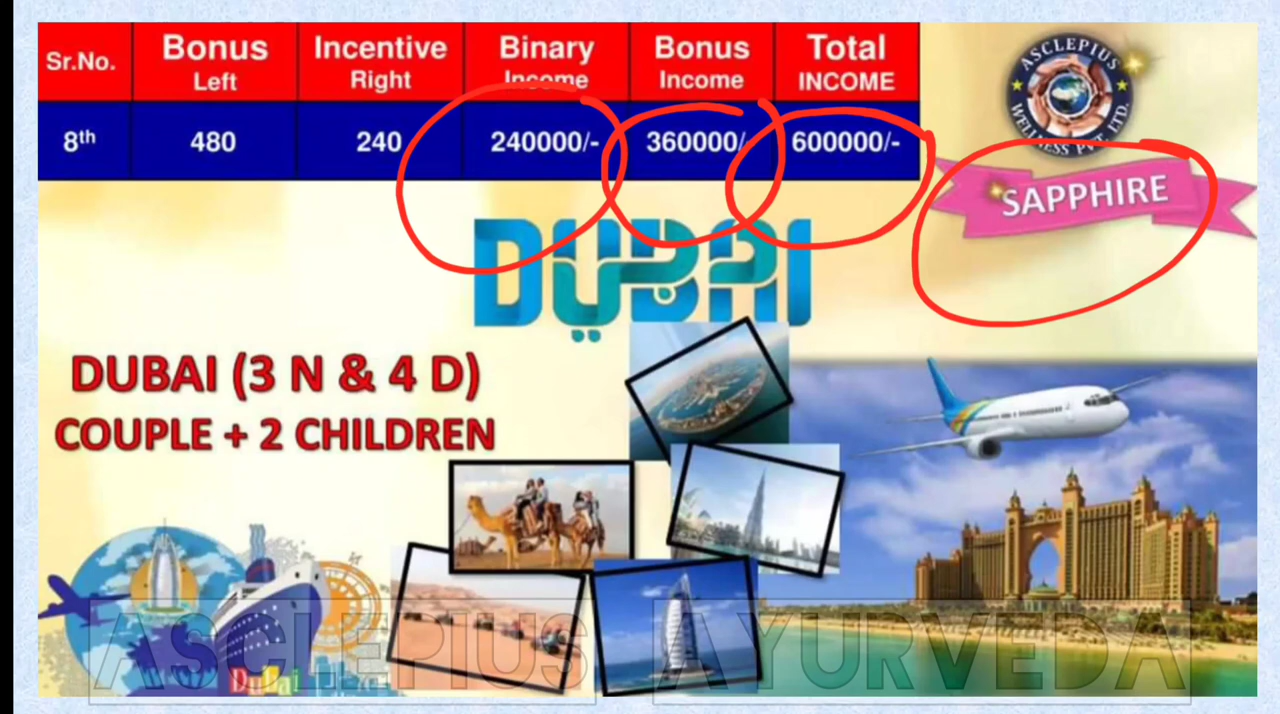 Sr.No.
Bonus
Left
Incentive
Right
Binary
Income
Bonus
Income
Total
INCOME
8th
480
240
240000/-
360000/
600000/-
ASCLEPIUS
WELLNESS PVT. LTD.
SAPPHIRE
DUBAI
DUBAI (3 N & 4 D)
COUPLE + 2 CHILDREN
Dubai
ASCLEPIUS AYURVEDA